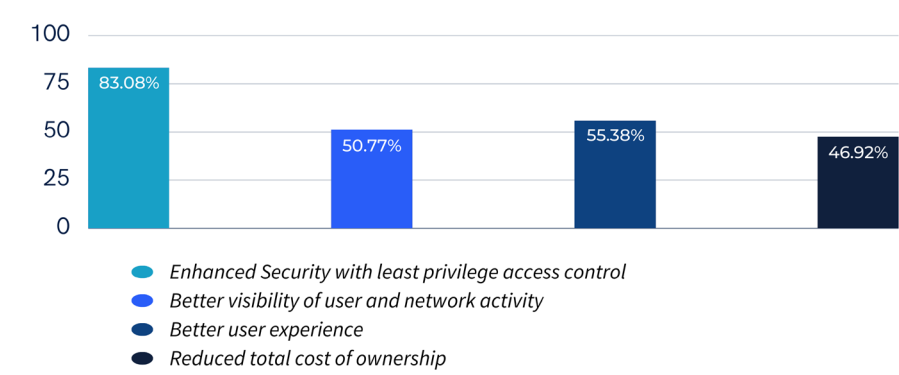 100
75
50
25
0
83.08%
50.77%
55.38%
46.92%
Enhanced Security with least privilege access control
Better visibility of user and network activity
Better user experience
Reduced total cost of ownership